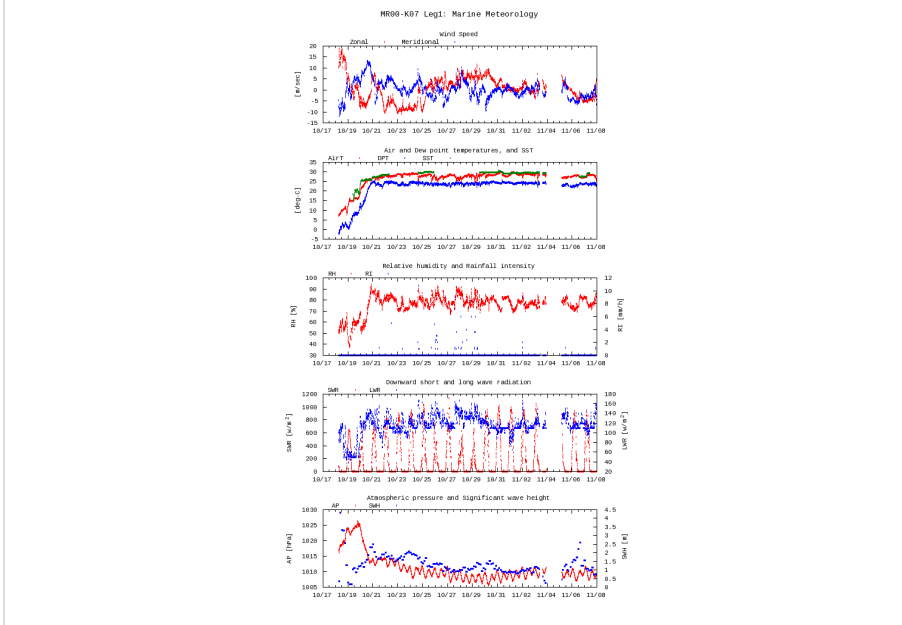 MR00-K07 Leg1: Marine Meteorology
Wind Speed
Zonal Meridional
20
15
10
5
0
-5
-10
-15
[m/sec]
10/17 10/19 10/21 10/23 10/25 10/27 10/29 10/31 11/02 11/04 11/06 11/08
Air and Dew point temperatures, and SST
AirT DPT SST
35
30
25
20
15
10
5
0
-5
[deg-C]
10/17 10/19 10/21 10/23 10/25 10/27 10/29 10/31 11/02 11/04 11/06 11/08
Relative humidity and Rainfall intensity
RH RI
100 12
90 10
80 8
70 6
60 4
50 2
40 0
30
RH [%]
RI [mm/h]
10/17 10/19 10/21 10/23 10/25 10/27 10/29 10/31 11/02 11/04 11/06 11/08
Downward short and long wave radiation
SWR LWR
1200 180
1000 160
800 140
600 120
400 100
200 80
0 60
40
20
SWR [w/m^2]
LWR [w/m^2]
10/17 10/19 10/21 10/23 10/25 10/27 10/29 10/31 11/02 11/04 11/06 11/08
Atmospheric pressure and Significant wave height
AP SWH
1030 4.5
1025 4
1020 3.5
1015 3
1010 2.5
1005 2
1.5
1
0.5
0
AP [hPa]
SWH [m]
10/17 10/19 10/21 10/23 10/25 10/27 10/29 10/31 11/02 11/04 11/06 11/08